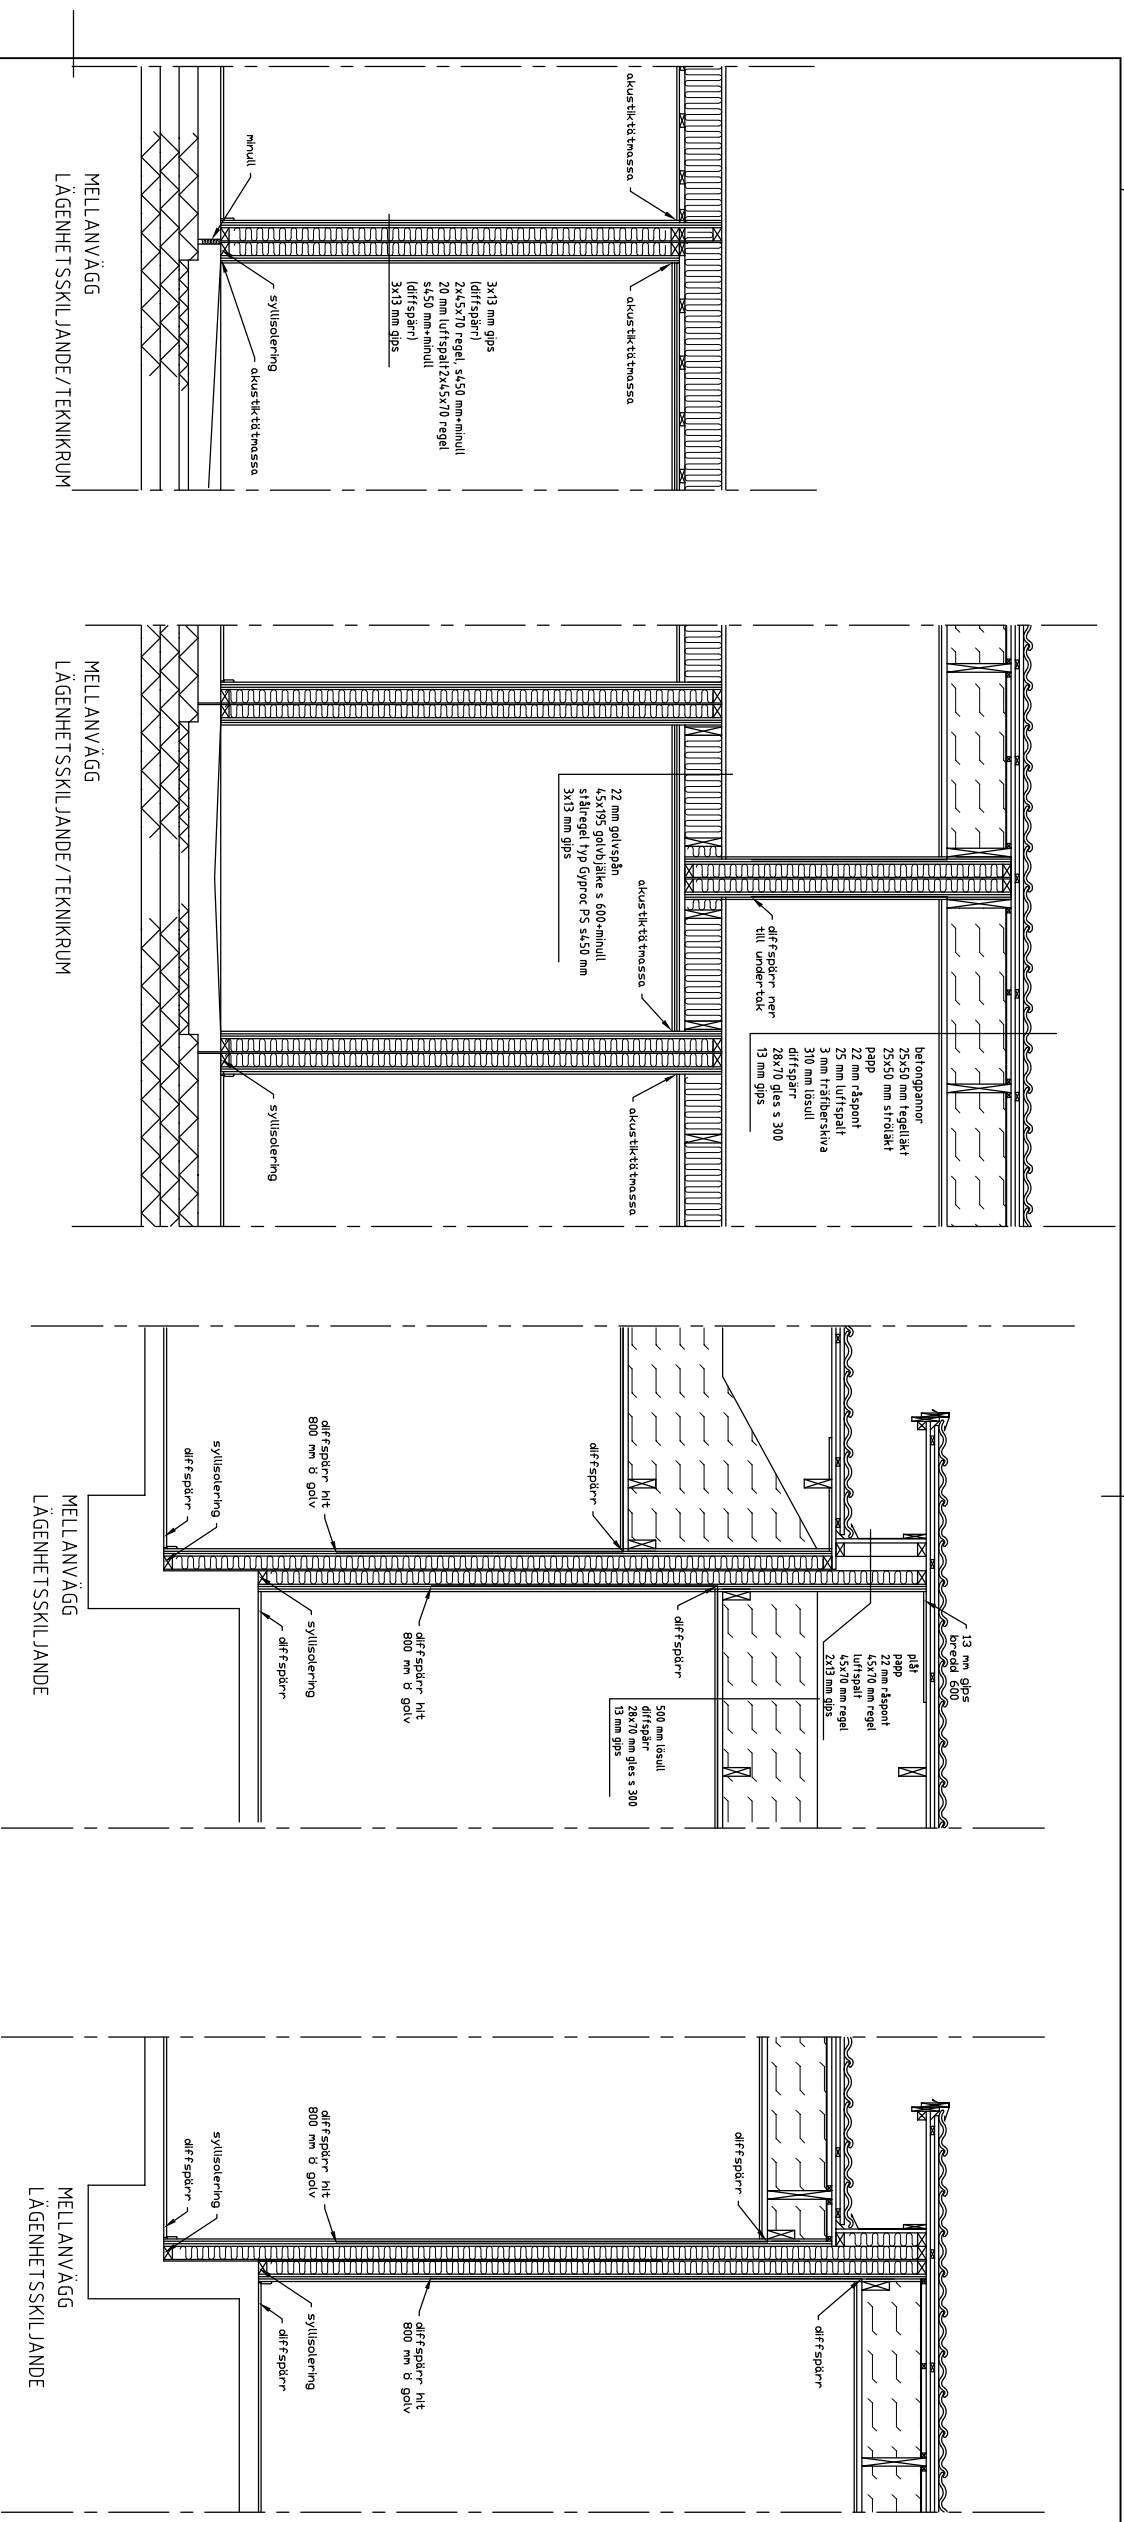 akustiktätmassa
minull
3x13 mm gips
(diffspärr)
2x45x70 regel, s450 mm+minull
20 mm luftspalt2x45x70 regel
s450 mm+minull
(diffspärr)
3x13 mm gips
akustiktätmassa
syllisolering
akustiktätmassa
MELLANVÄGG
LÄGENHETSSKILJANDE/TEKNIKRUM
22 mm golvspån
45x195 golvbjälke s 600+minull
stålregel typ Gyproc PS s450 mm
3x13 mm gips
akustiktätmassa
diffspärr ner
till undertak
betongpannor
25x50 mm tegelläkt
25x50 mm ströläkt
papp
22 mm råspont
25 mm luftspalt
3 mm träfiberskiva
310 mm lösull
diffspärr
28x70 gles s 300
13 mm gips
akustiktätmassa
syllisolering
MELLANVÄGG
LÄGENHETSSKILJANDE/TEKNIKRUM
diffspärr
diffspärr hit
800 mm ö golv
syllisolering
diffspärr
13 mm gips
bredd 600
plåt
papp
22 mm råspont
45x70 mm regel
luftspalt
45x70 mm regel
2x13 mm gips
500 mm lösull
diffspärr
28x70 mm gles s 300
13 mm gips
diffspärr
diffspärr hit
800 mm ö golv
syllisolering
diffspärr
MELLANVÄGG
LÄGENHETSSKILJANDE
diffspärr
diffspärr hit
800 mm ö golv
syllisolering
diffspärr
diffspärr
diffspärr hit
800 mm ö golv
syllisolering
diffspärr
MELLANVÄGG
LÄGENHETSSKILJANDE